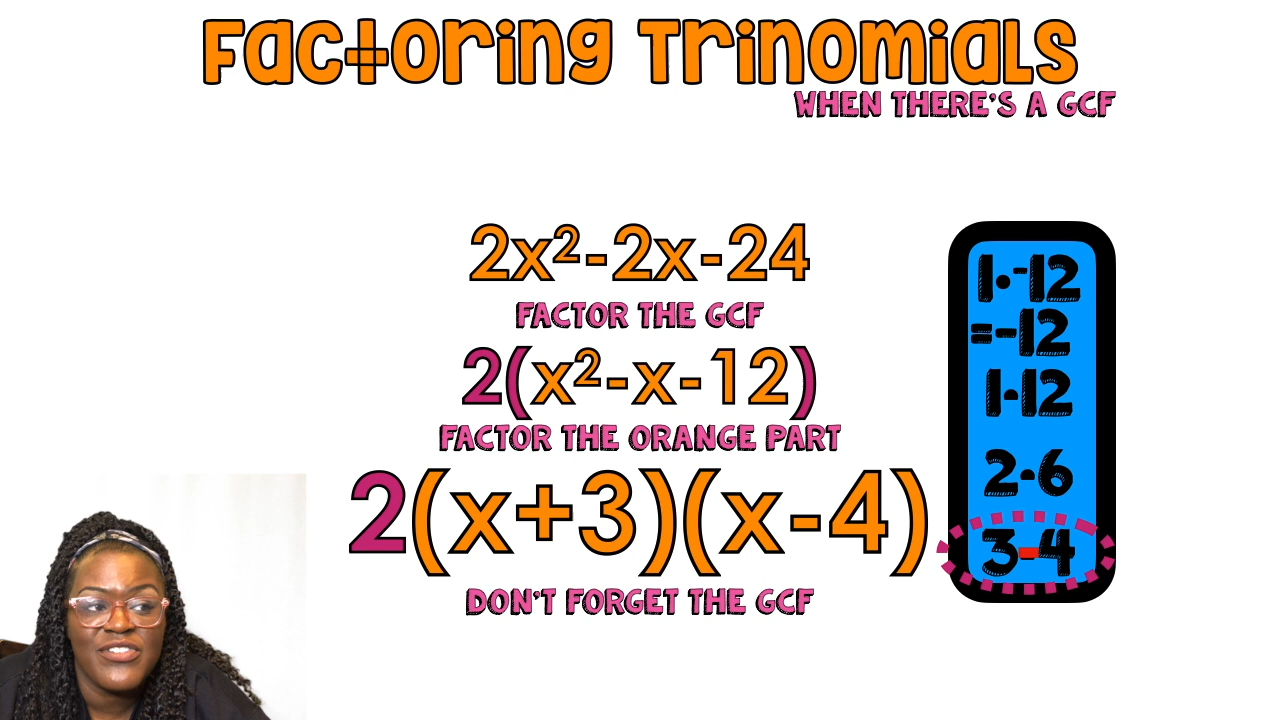 Factoring Trinomials
WHEN THERE'S A GCF
2x²-2x-24
FACTOR THE GCF
2(x²-x-12)
FACTOR THE ORANGE PART
2(x+3)(x-4)
DON'T FORGET THE GCF
1·-12
=-12
1·12
2·6
3-4